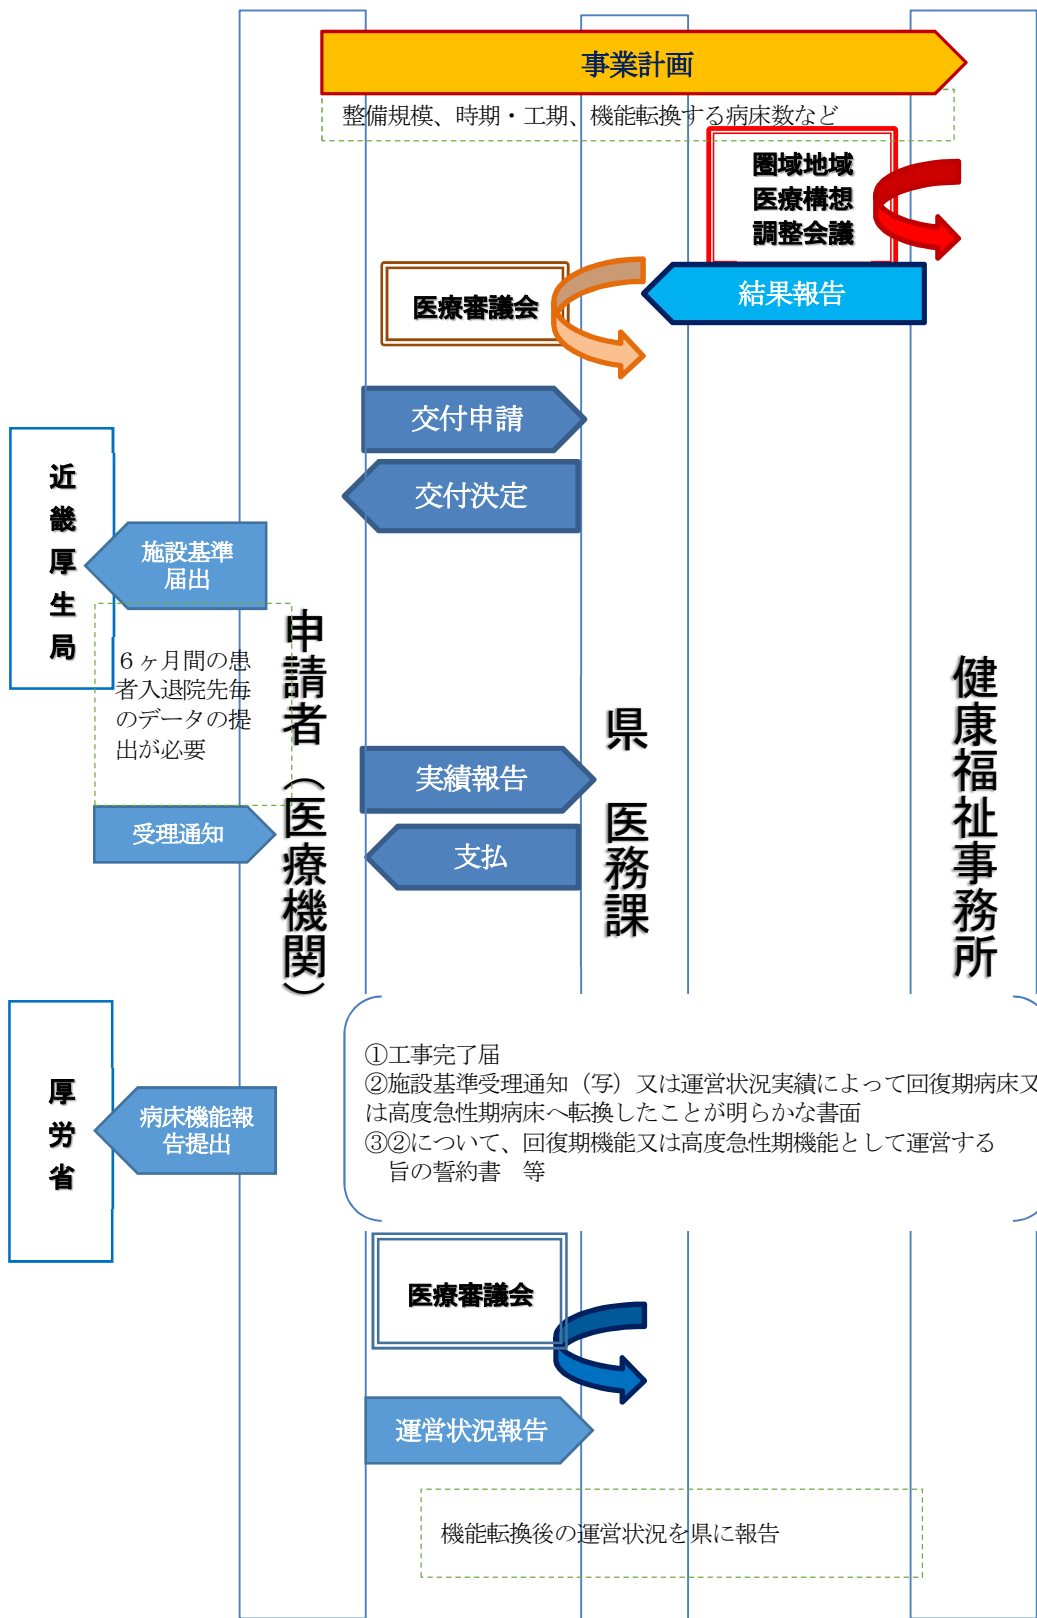 事業計画
整備規模、時期・工期、機能転換する病床数など
圏域地域
医療構想
調整会議
結果報告
医療審議会
交付申請
交付決定
近畿厚生局
施設基準
届出
６ヶ月間の患
者入退院先毎
のデータの提
出が必要
受理通知
申請者（医療機関）
県　医務課
健康福祉事務所
実績報告
支払
厚労省
病床機能報
告提出
①工事完了届
②施設基準受理通知（写）又は運営状況実績によって回復期病床又
は高度急性期病床へ転換したことが明らかな書面
③②について、回復期機能又は高度急性期機能として運営する
旨の誓約書　等
医療審議会
運営状況報告
機能転換後の運営状況を県に報告